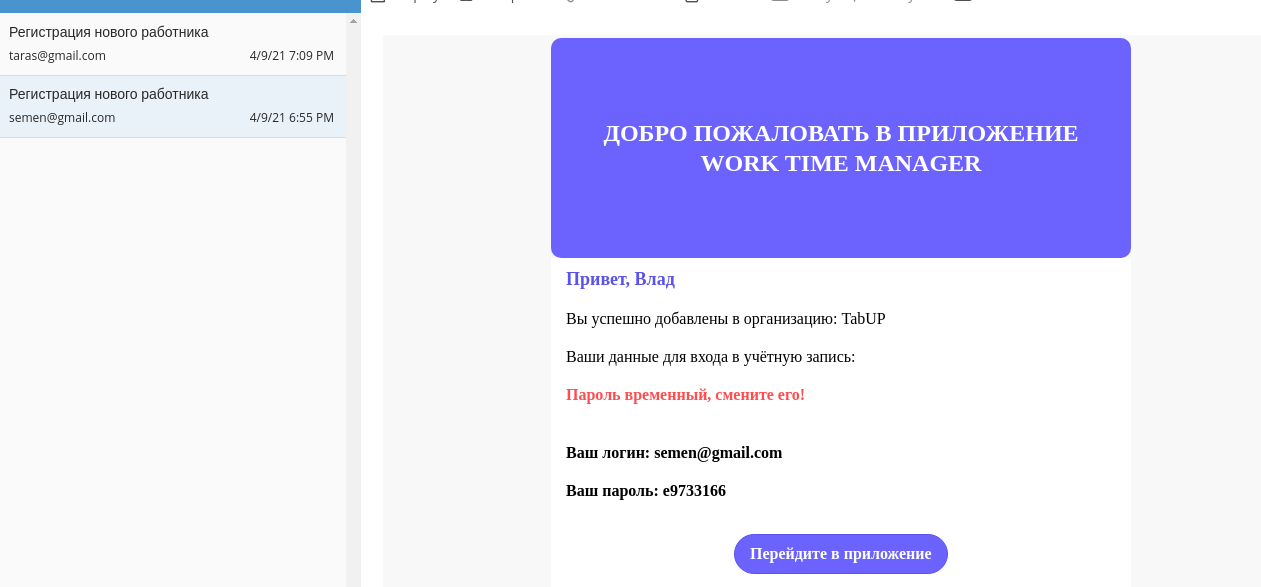 Регистрация нового работника
taras@gmail.com 4/9/21 7:09 PM
Регистрация нового работника
semen@gmail.com 4/9/21 6:55 PM
ДОБРО ПОЖАЛОВАТЬ В ПРИЛОЖЕНИЕ
WORK TIME MANAGER
Привет, Влад
Вы успешно добавлены в организацию: TabUP
Ваши данные для входа в учётную запись:
Пароль временный, смените его!
Ваш логин: semen@gmail.com
Ваш пароль: e9733166
Перейдите в приложение